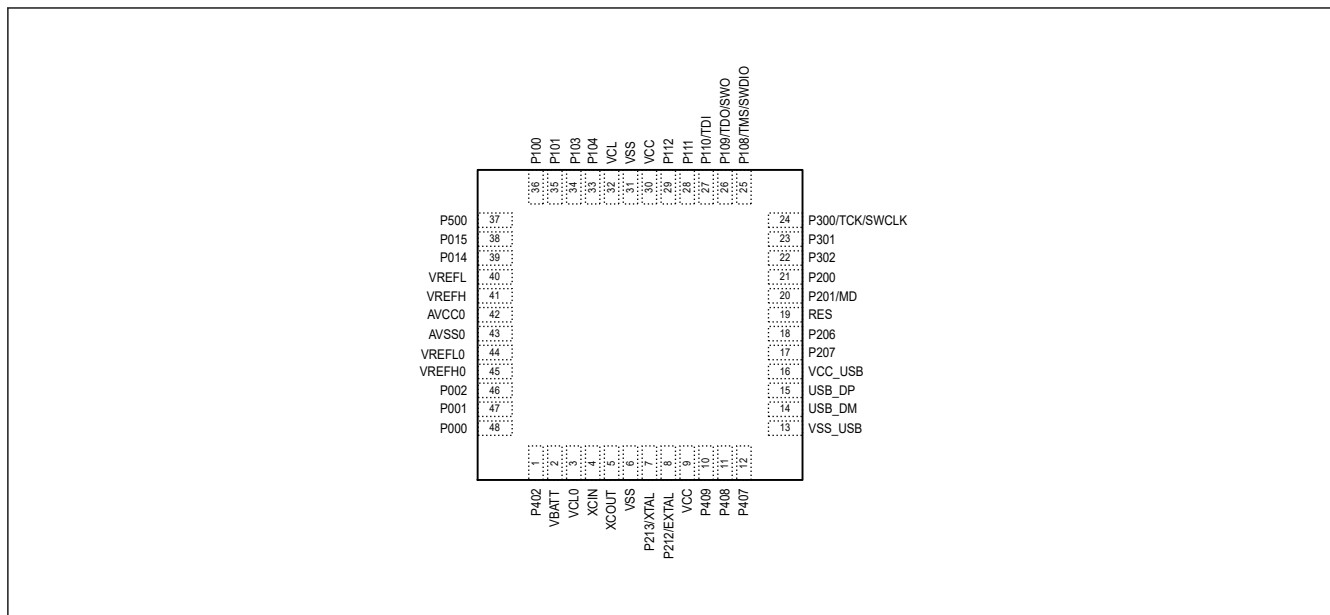 P100
P101
P103
P104
VCL
VSS
VCC
P112
P111
P110/TDI
P109/TDO/SWO
P108/TMS/SWDIO
36
35
34
33
32
31
30
29
28
27
26
25
P500 37
P015 38
P014 39
VREFL 40
VREFH 41
AVCC0 42
AVSS0 43
VREFL0 44
VREFH0 45
P002 46
P001 47
P000 48
24 P300/TCK/SWCLK
23 P301
22 P302
21 P200
20 P201/MD
19 RES
18 P206
17 P207
16 VCC_USB
15 USB_DP
14 USB_DM
13 VSS_USB
1
2
3
4
5
6
7
8
9
10
11
12
P402
VBATT
VCL0
XCIN
XCOUT
VSS
P213/XTAL
P212/EXTAL
VCC
P409
P408
P407